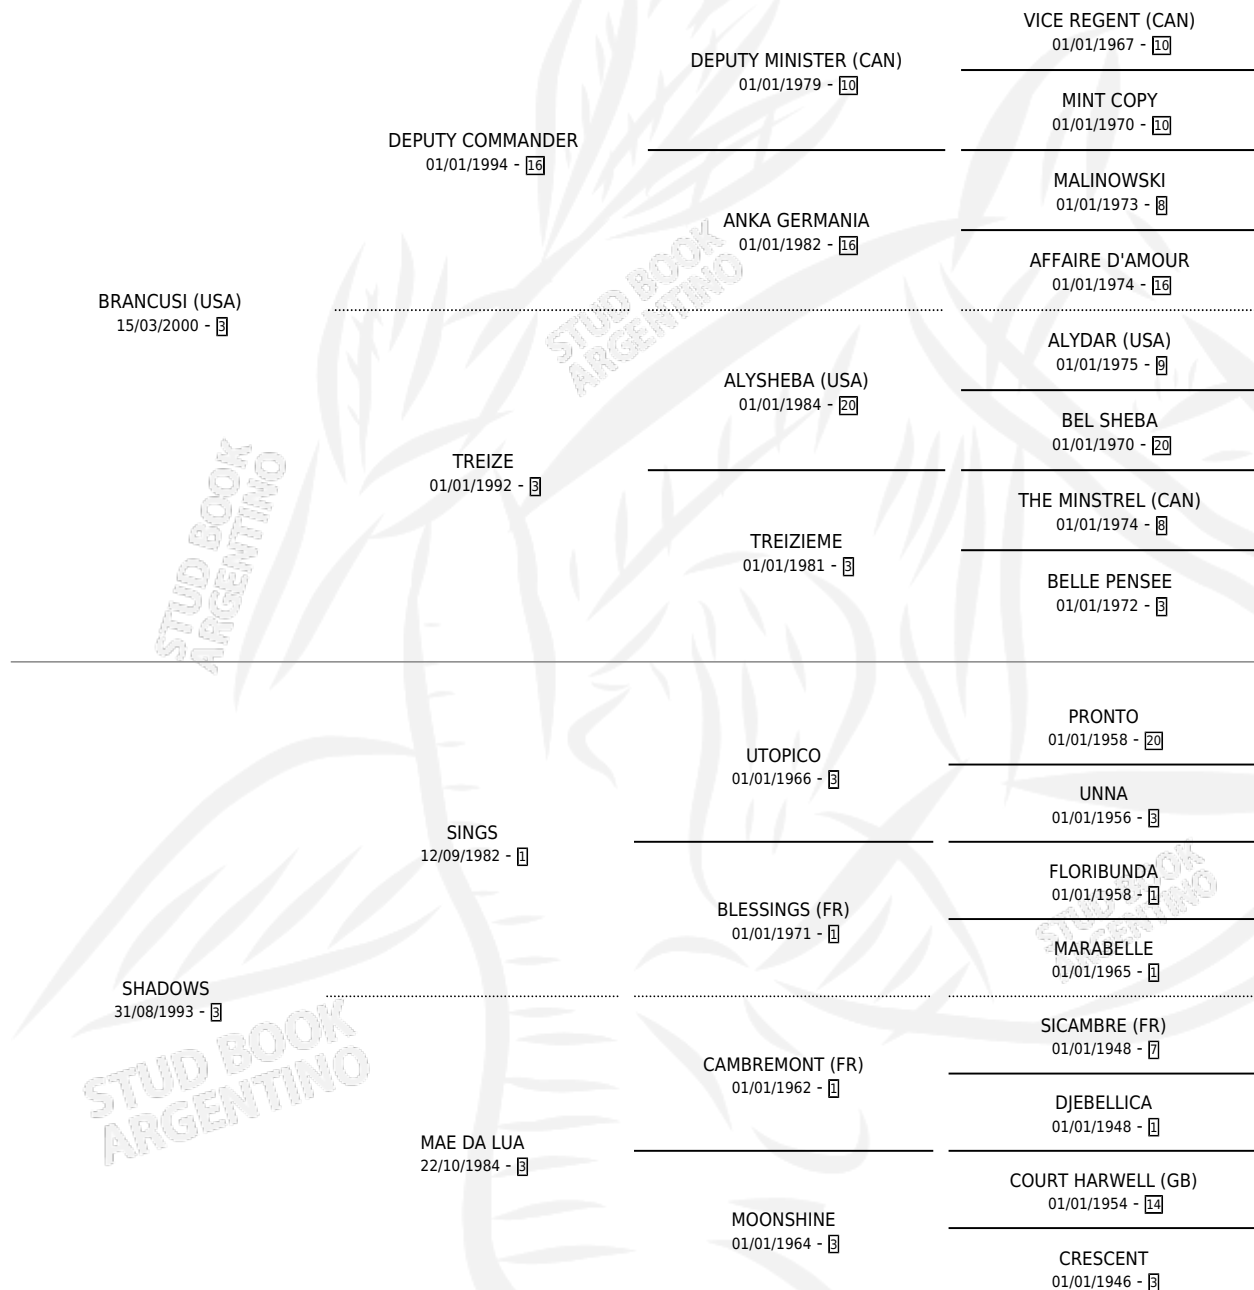 VICE REGENT (CAN)
01/01/1967 - 10
DEPUTY MINISTER (CAN)
01/01/1979 - 10
MINT COPY
01/01/1970 - 10
DEPUTY COMMANDER
01/01/1994 - 16
MALINOWSKI
01/01/1973 - 8
ANKA GERMANIA
01/01/1982 - 16
AFFAIRE D'AMOUR
01/01/1974 - 16
BRANCUSI (USA)
15/03/2000 - 3
ALYDAR (USA)
01/01/1975 - 9
ALYSHEBA (USA)
01/01/1984 - 20
BEL SHEBA
01/01/1970 - 20
TREIZE
01/01/1992 - 3
THE MINSTREL (CAN)
01/01/1974 - 8
TREIZIEME
01/01/1981 - 3
BELLE PENSEE
01/01/1972 - 3
PRONTO
01/01/1958 - 20
UTOPICO
01/01/1966 - 3
UNNA
01/01/1956 - 3
SINGS
12/09/1982 - 1
FLORIBUNDA
01/01/1958 - 1
BLESSINGS (FR)
01/01/1971 - 1
MARABELLE
01/01/1965 - 1
SHADOWS
31/08/1993 - 3
SICAMBRE (FR)
01/01/1948 - 7
CAMBREMONT (FR)
01/01/1962 - 1
DJEBELLICA
01/01/1948 - 1
MAE DA LUA
22/10/1984 - 3
COURT HARWELL (GB)
01/01/1954 - 14
MOONSHINE
01/01/1964 - 3
CRESCENT
01/01/1946 - 3
STUD BOOK
ARGENTINO
STUD BOOK
ARGENTINO
STUD BOOK
ARGENTINO
STUD BOOK
ARGENTINO